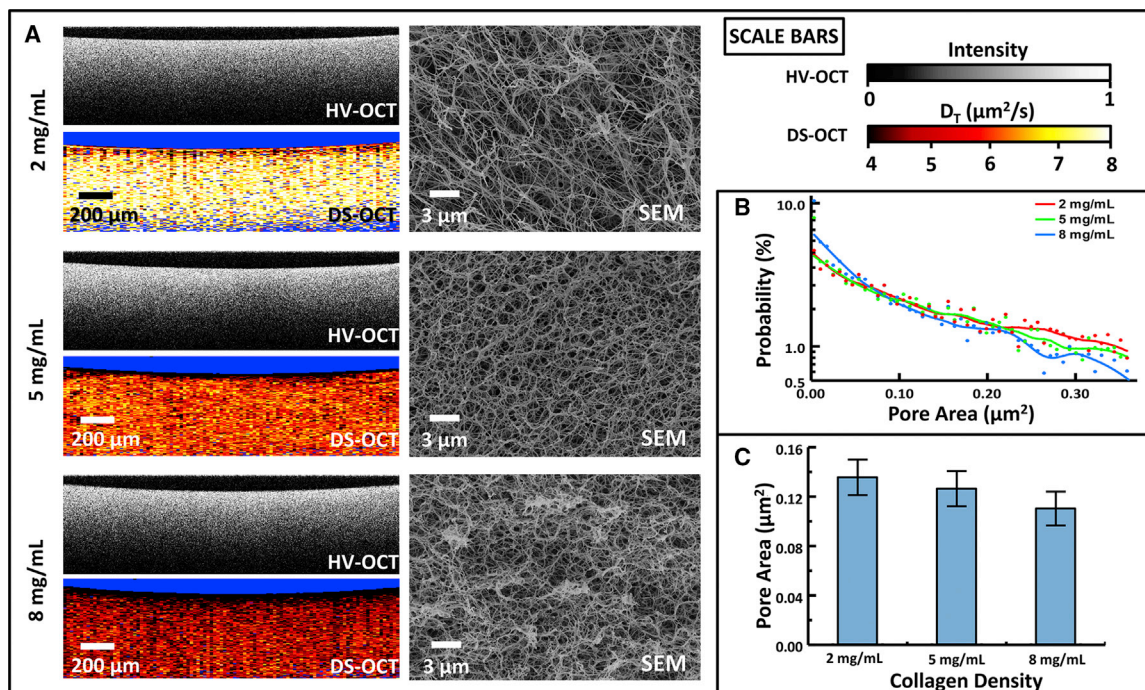 A
2 mg/mL
HV-OCT
200 μm
DS-OCT
3 μm
SEM
5 mg/mL
HV-OCT
200 μm
DS-OCT
3 μm
SEM
8 mg/mL
HV-OCT
200 μm
DS-OCT
3 μm
SEM
SCALE BARS
Intensity
HV-OCT
0 1
D_T (μm²/s)
DS-OCT
4 5 6 7 8
B
Probability (%)
10.0
1.0
0.5
2 mg/mL
5 mg/mL
8 mg/mL
0.00 0.10 0.20 0.30
Pore Area (μm²)
C
Pore Area (μm²)
0.16
0.12
0.08
0.04
0.00
2 mg/mL 5 mg/mL 8 mg/mL
Collagen Density